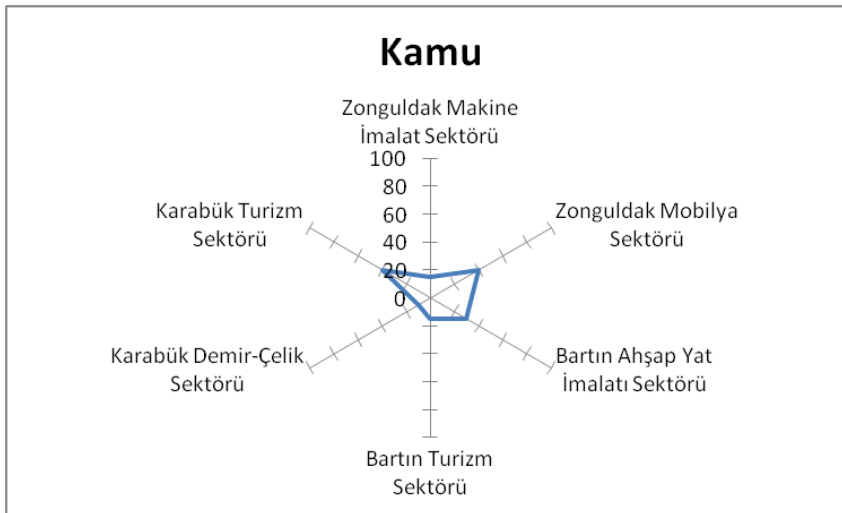 Kamu
Zonguldak Makine
İmalat Sektörü
100
80
60
40
20
0
Zonguldak Mobilya
Sektörü
Bartın Ahşap Yat
İmalatı Sektörü
Bartın Turizm
Sektörü
Karabük Demir-Çelik
Sektörü
Karabük Turizm
Sektörü